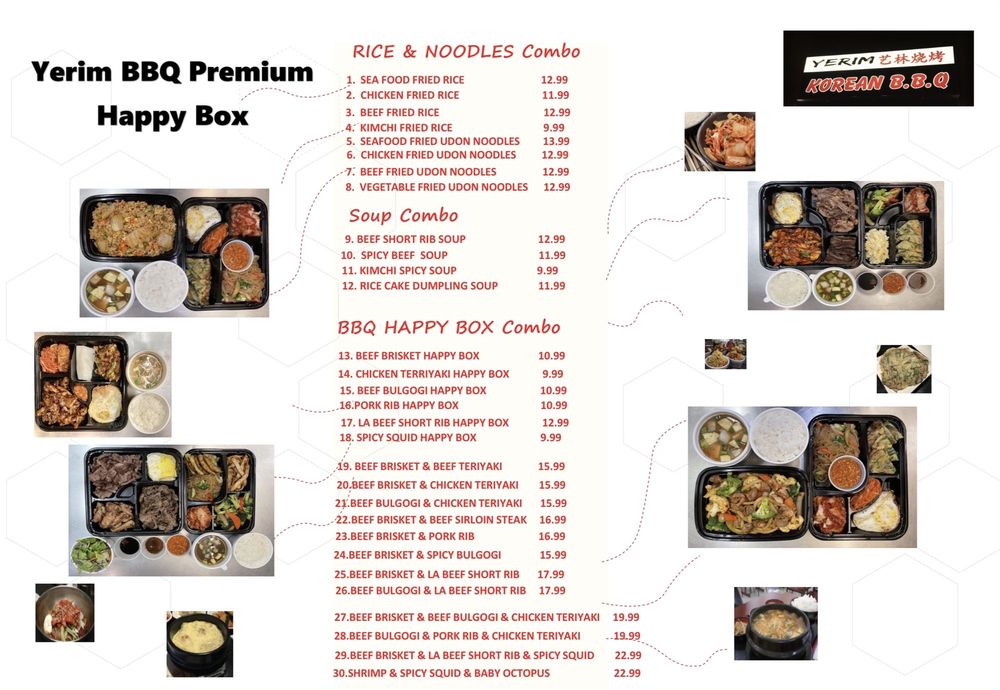 Yerim BBQ Premium
Happy Box
YERIM 艺林烧烤
KOREAN B.B.Q
RICE & NOODLES Combo
1. SEA FOOD FRIED RICE 12.99
2. CHICKEN FRIED RICE 11.99
3. BEEF FRIED RICE 12.99
4. KIMCHI FRIED RICE 9.99
5. SEAFOOD FRIED UDON NOODLES 13.99
6. CHICKEN FRIED UDON NOODLES 12.99
7. BEEF FRIED UDON NOODLES 12.99
8. VEGETABLE FRIED UDON NOODLES 12.99
Soup Combo
9. BEEF SHORT RIB SOUP 12.99
10. SPICY BEEF SOUP 11.99
11. KIMCHI SPICY SOUP 9.99
12. RICE CAKE DUMPLING SOUP 11.99
BBQ HAPPY BOX Combo
13. BEEF BRISKET HAPPY BOX 10.99
14. CHICKEN TERRIYAKI HAPPY BOX 9.99
15. BEEF BULGOGI HAPPY BOX 10.99
16.PORK RIB HAPPY BOX 10.99
17. LA BEEF SHORT RIB HAPPY BOX 12.99
18. SPICY SQUID HAPPY BOX 9.99
19. BEEF BRISKET & BEEF TERIYAKI 15.99
20.BEEF BRISKET & CHICKEN TERIYAKI 15.99
21.BEEF BULGOGI & CHICKEN TERIYAKI 15.99
22.BEEF BRISKET & BEEF SIRLOIN STEAK 16.99
23.BEEF BRISKET & PORK RIB 16.99
24.BEEF BRISKET & SPICY BULGOGI 15.99
25.BEEF BRISKET & LA BEEF SHORT RIB 17.99
26.BEEF BULGOGI & LA BEEF SHORT RIB 17.99
27.BEEF BRISKET & BEEF BULGOGI & CHICKEN TERIYAKI 19.99
28.BEEF BULGOGI & PORK RIB & CHICKEN TERIYAKI 19.99
29.BEEF BRISKET & LA BEEF SHORT RIB & SPICY SQUID 22.99
30.SHRIMP & SPICY SQUID & BABY OCTOPUS 22.99